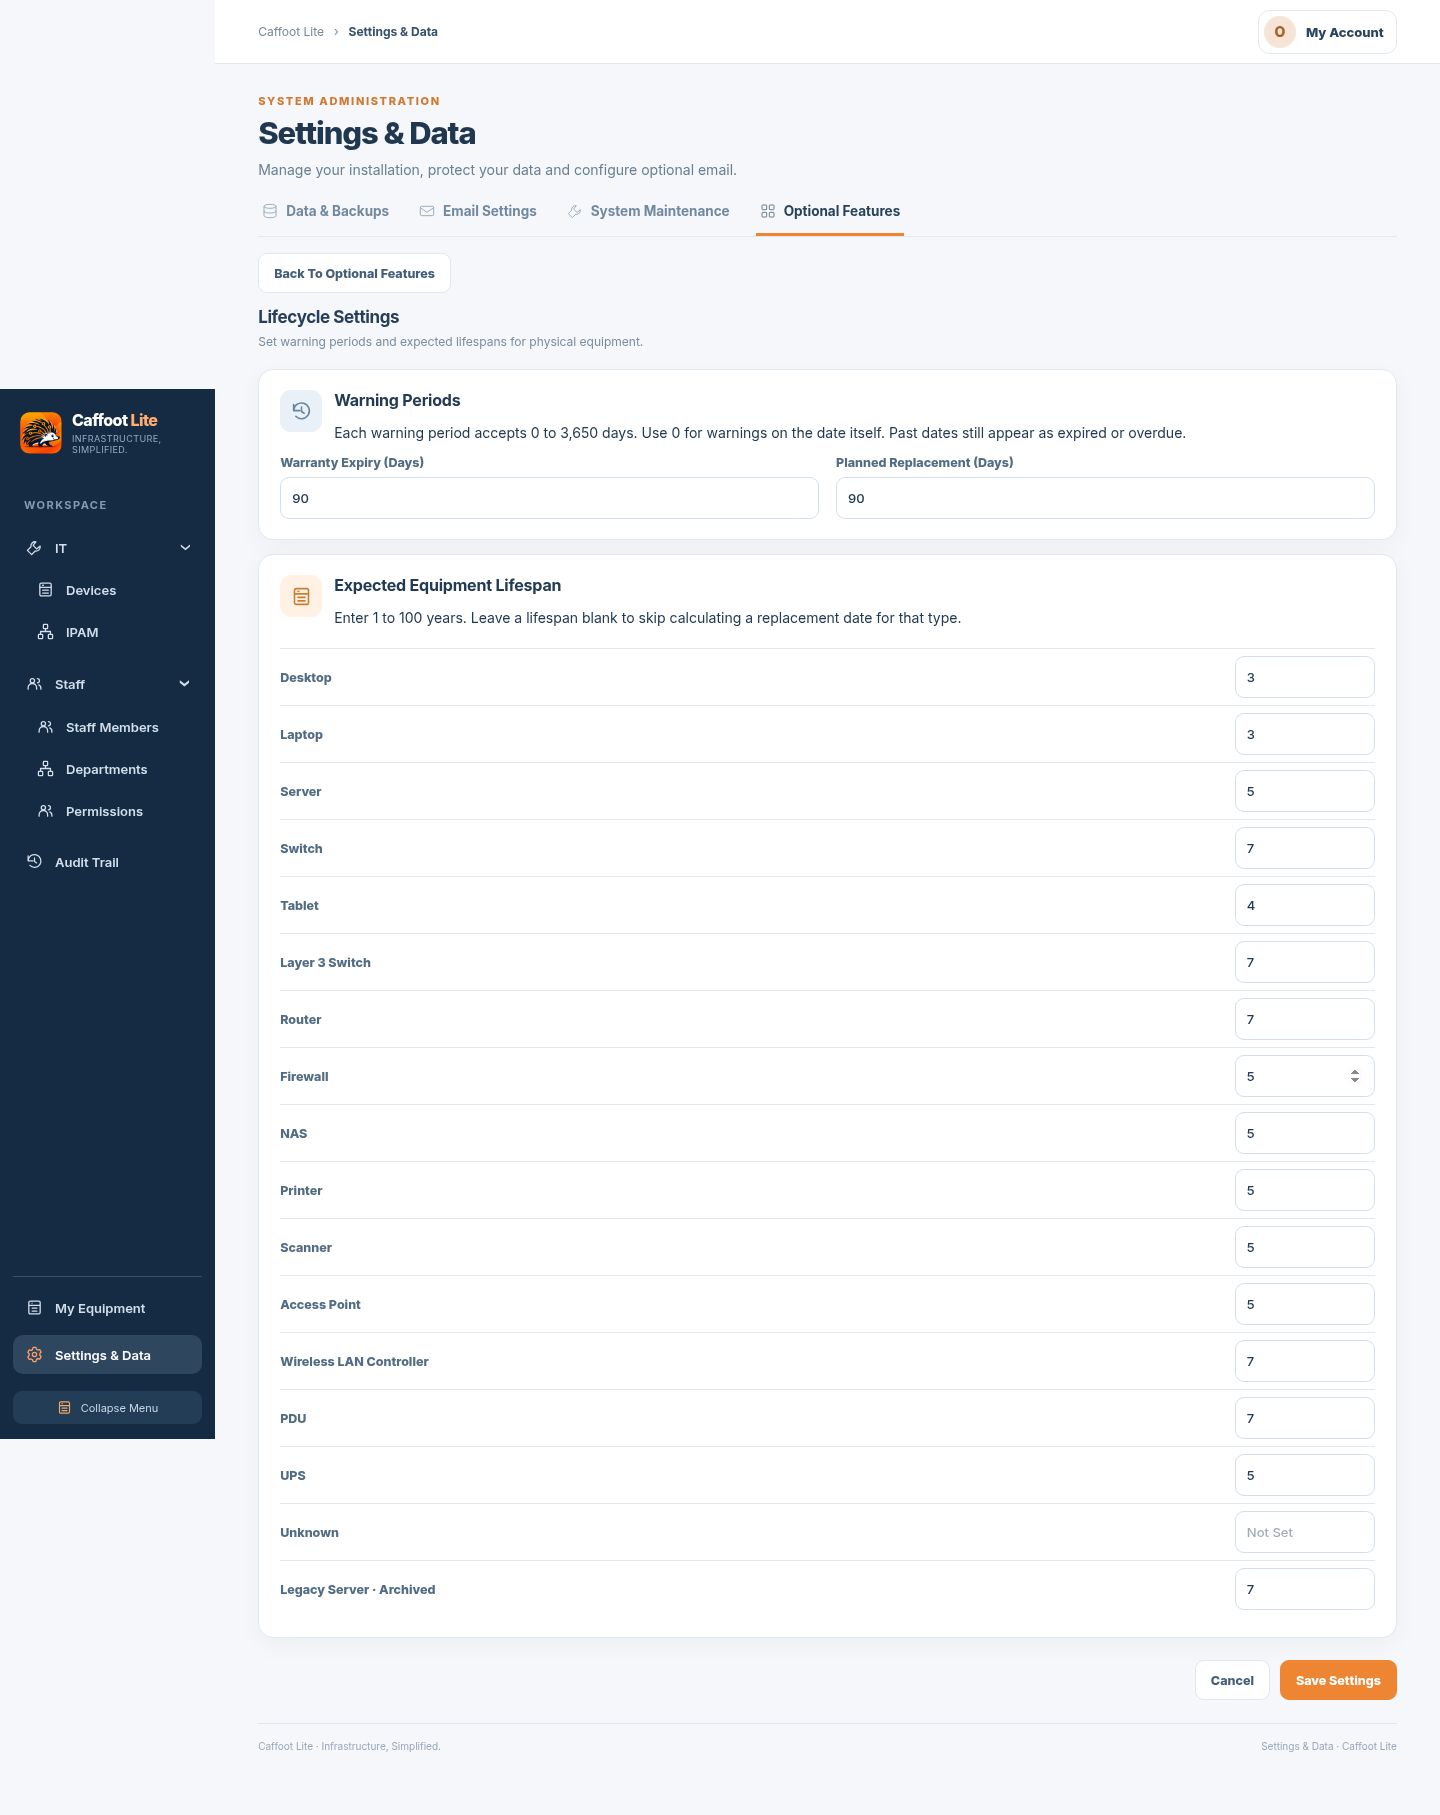 Caffoot Lite › Settings & Data
O My Account
SYSTEM ADMINISTRATION
Settings & Data
Manage your installation, protect your data and configure optional email.
Data & Backups
Email Settings
System Maintenance
Optional Features
Back To Optional Features
Lifecycle Settings
Set warning periods and expected lifespans for physical equipment.
Caffoot Lite
INFRASTRUCTURE,
SIMPLIFIED.
WORKSPACE
IT
Devices
IPAM
Staff
Staff Members
Departments
Permissions
Audit Trail
My Equipment
Settings & Data
Collapse Menu
Warning Periods
Each warning period accepts 0 to 3,650 days. Use 0 for warnings on the date itself. Past dates still appear as expired or overdue.
Warranty Expiry (Days)
90
Planned Replacement (Days)
90
Expected Equipment Lifespan
Enter 1 to 100 years. Leave a lifespan blank to skip calculating a replacement date for that type.
Desktop 3
Laptop 3
Server 5
Switch 7
Tablet 4
Layer 3 Switch 7
Router 7
Firewall 5
NAS 5
Printer 5
Scanner 5
Access Point 5
Wireless LAN Controller 7
PDU 7
UPS 5
Unknown Not Set
Legacy Server · Archived 7
Cancel
Save Settings
Caffoot Lite · Infrastructure, Simplified.
Settings & Data · Caffoot Lite